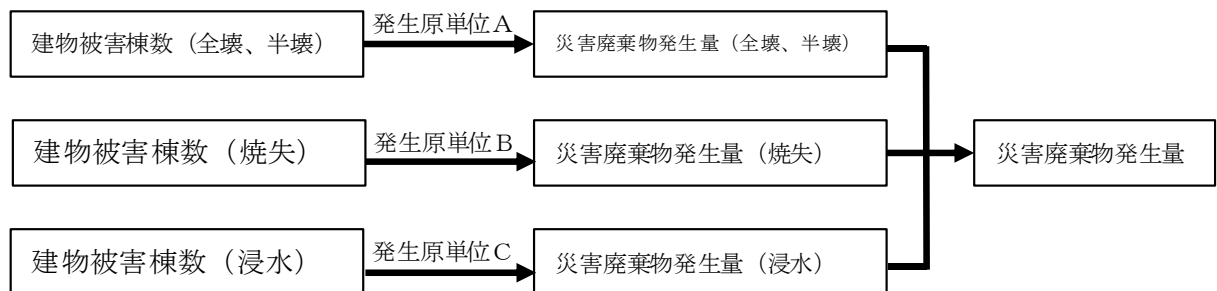 建物被害棟数（全壊、半壊）
発生原単位A
災害廃棄物発生量（全壊、半壊）
建物被害棟数（焼失）
発生原単位B
災害廃棄物発生量（焼失）
災害廃棄物発生量
建物被害棟数（浸水）
発生原単位C
災害廃棄物発生量（浸水）